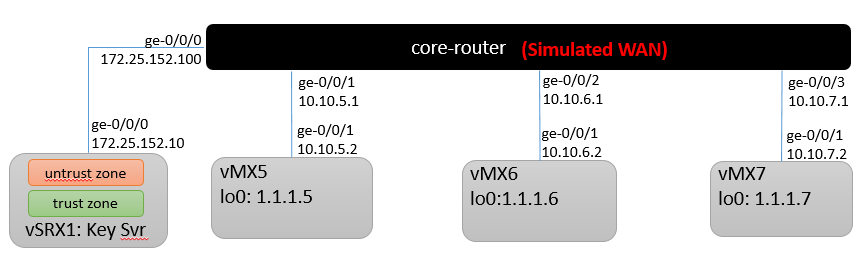 core-router (Simulated WAN)
ge-0/0/0
172.25.152.100
ge-0/0/1
10.10.5.1
ge-0/0/2
10.10.6.1
ge-0/0/3
10.10.7.1
ge-0/0/0
172.25.152.10
ge-0/0/1
10.10.5.2
ge-0/0/1
10.10.6.2
ge-0/0/1
10.10.7.2
untrust zone
trust zone
vSRX1: Key Svr
vMX5
lo0: 1.1.1.5
vMX6
lo0:1.1.1.6
vMX7
lo0: 1.1.1.7